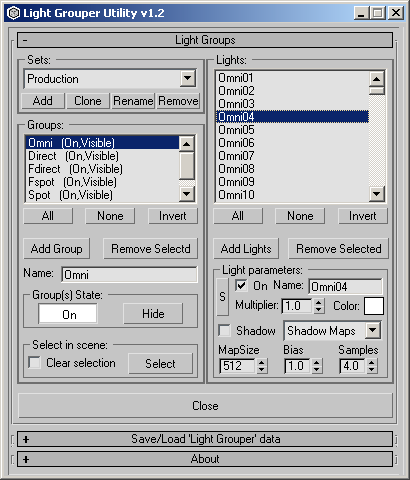 Light Grouper Utility v1.2
- Light Groups
Sets:
Production
Add Clone Rename Remove
Groups:
Omni (On,Visible)
Direct (On,Visible)
Fdirect (On,Visible)
Fspot (On,Visible)
Spot (On,Visible)
All None Invert
Add Group Remove Selectd
Name: Omni
Group(s) State:
On Hide
Select in scene:
Clear selection Select
Lights:
Omni01
Omni02
Omni03
Omni04
Omni05
Omni06
Omni07
Omni08
Omni09
Omni10
All None Invert
Add Lights Remove Selected
Light parameters:
S On Name: Omni04
Multiplier: 1.0 Color:
Shadow Shadow Maps
MapSize Bias Samples
512 1.0 4.0
Close
+ Save/Load 'Light Grouper' data
+ About